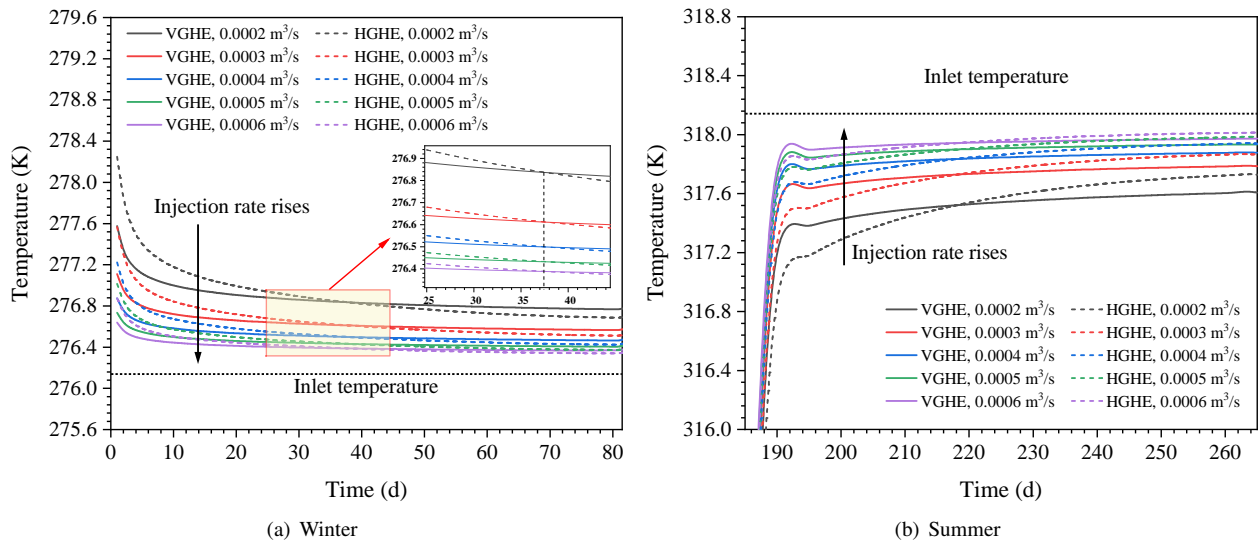 279.6
279.2
278.8
278.4
278.0
277.6
277.2
276.8
276.4
276.0
275.6
Temperature (K)
VGHE, 0.0002 m³/s
HGHE, 0.0002 m³/s
VGHE, 0.0003 m³/s
HGHE, 0.0003 m³/s
VGHE, 0.0004 m³/s
HGHE, 0.0004 m³/s
VGHE, 0.0005 m³/s
HGHE, 0.0005 m³/s
VGHE, 0.0006 m³/s
HGHE, 0.0006 m³/s
276.9
276.8
276.7
276.6
276.5
276.4
25 30 35 40
Injection rate rises
Inlet temperature
0 10 20 30 40 50 60 70 80
Time (d)
(a) Winter
318.8
318.4
318.0
317.6
317.2
316.8
316.4
316.0
Temperature (K)
Inlet temperature
Injection rate rises
VGHE, 0.0002 m³/s
HGHE, 0.0002 m³/s
VGHE, 0.0003 m³/s
HGHE, 0.0003 m³/s
VGHE, 0.0004 m³/s
HGHE, 0.0004 m³/s
VGHE, 0.0005 m³/s
HGHE, 0.0005 m³/s
VGHE, 0.0006 m³/s
HGHE, 0.0006 m³/s
190 200 210 220 230 240 250 260
Time (d)
(b) Summer